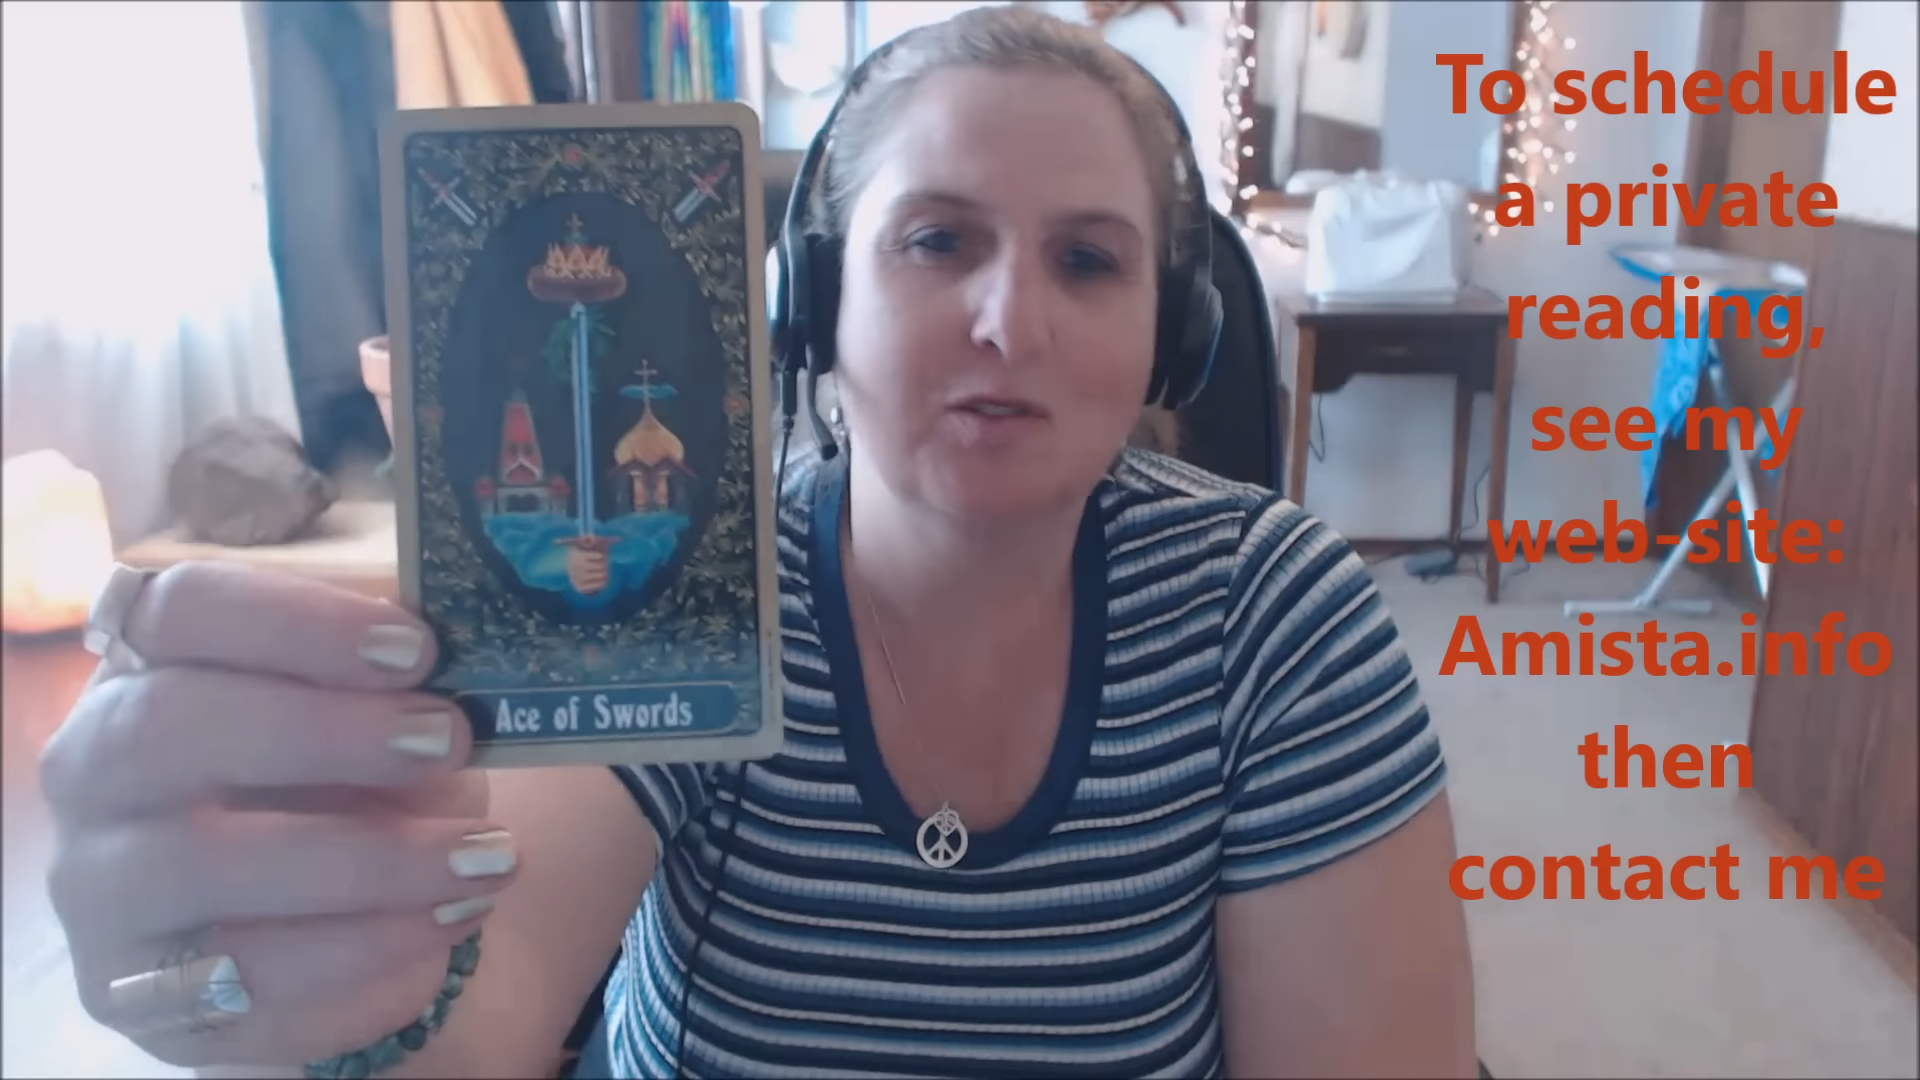 To schedule
a private
reading,
see my
web-site:
Amista.info
then
contact me
Ace of Swords